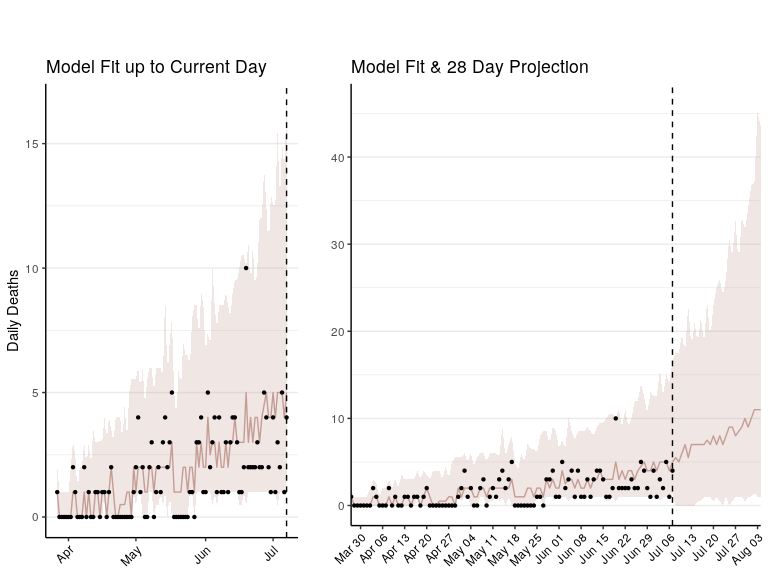 Model Fit up to Current Day
Model Fit & 28 Day Projection
Daily Deaths
15
10
5
0
Apr
May
Jun
Jul
40
30
20
10
0
Mar 30
Apr 06
Apr 13
Apr 20
Apr 27
May 04
May 11
May 18
May 25
Jun 01
Jun 08
Jun 15
Jun 22
Jun 29
Jul 06
Jul 13
Jul 20
Jul 27
Aug 03